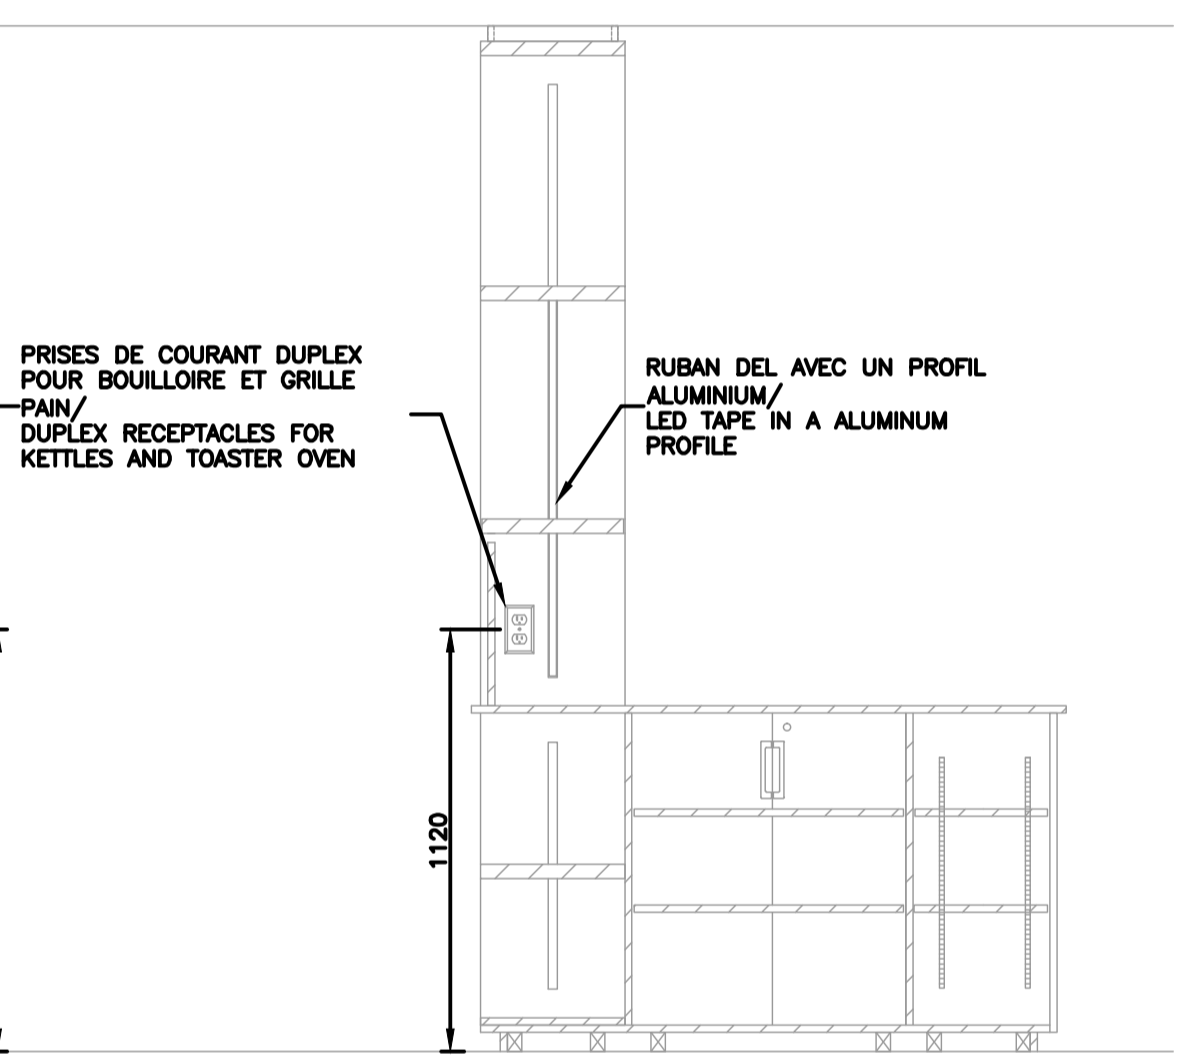 PRISES DE COURANT DUPLEX
POUR BOUILLOIRE ET GRILLE
PAIN/
DUPLEX RECEPTACLES FOR
KETTLES AND TOASTER OVEN
RUBAN DEL AVEC UN PROFIL
ALUMINIUM/
LED TAPE IN A ALUMINUM
PROFILE
1120